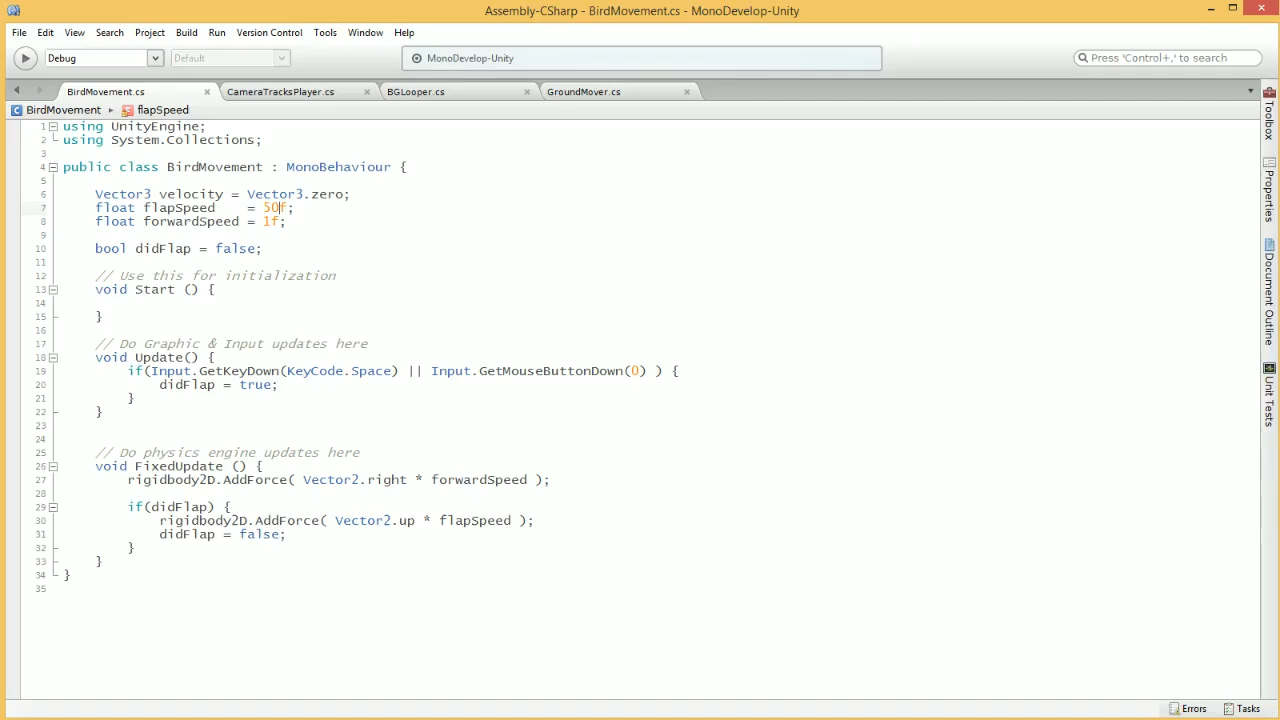 Assembly-CSharp - BirdMovement.cs - MonoDevelop-Unity
File Edit View Search Project Build Run Version Control Tools Window Help
Debug Default MonoDevelop-Unity Press 'Control+,' to search
BirdMovement.cs CameraTracksPlayer.cs BGLooper.cs GroundMover.cs
BirdMovement flapSpeed
1 using UnityEngine;
2 using System.Collections;
3
4 public class BirdMovement : MonoBehaviour {
5
6 Vector3 velocity = Vector3.zero;
7 float flapSpeed = 50f;
8 float forwardSpeed = 1f;
9
10 bool didFlap = false;
11
12 // Use this for initialization
13 void Start () {
14
15 }
16
17 // Do Graphic & Input updates here
18 void Update() {
19 if(Input.GetKeyDown(KeyCode.Space) || Input.GetMouseButtonDown(0) ) {
20 didFlap = true;
21 }
22 }
23
24
25 // Do physics engine updates here
26 void FixedUpdate () {
27 rigidbody2D.AddForce( Vector2.right * forwardSpeed );
28
29 if(didFlap) {
30 rigidbody2D.AddForce( Vector2.up * flapSpeed );
31 didFlap = false;
32 }
33 }
34 }
35
Toolbox
Properties
Document Outline
Unit Tests
Errors Tasks